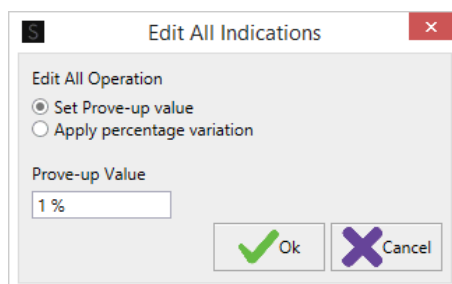 S Edit All Indications ×
Edit All Operation
Set Prove-up value
Apply percentage variation
Prove-up Value
1 %
Ok Cancel